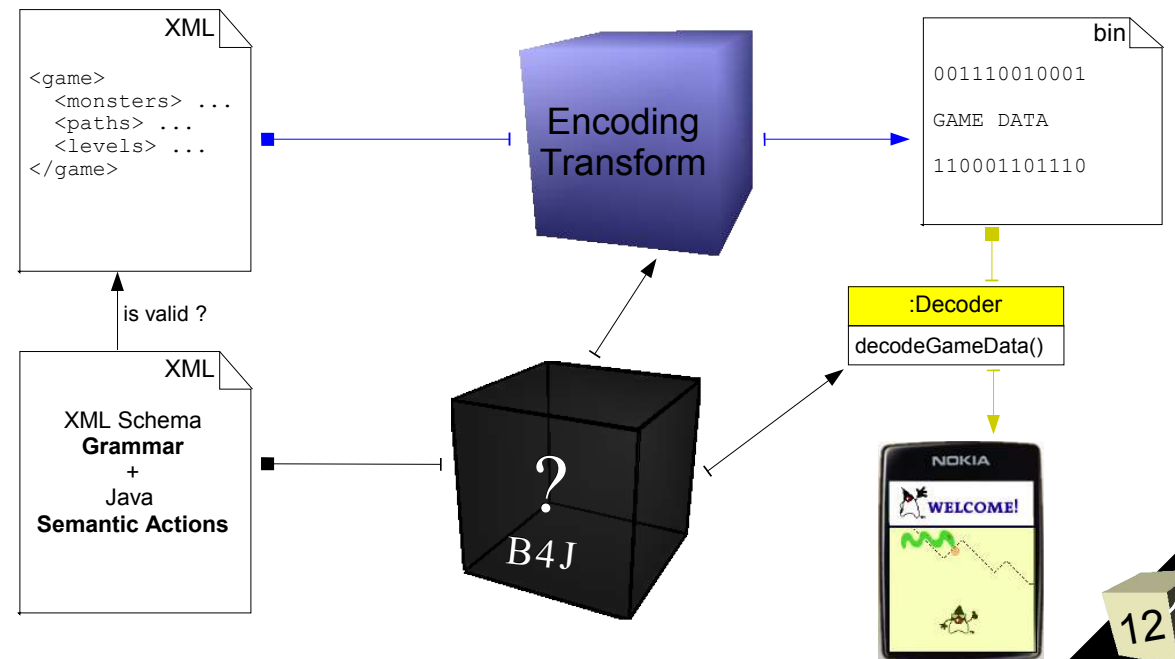 XML
<game>
  <monsters> ...
  <paths> ...
  <levels> ...
</game>
Encoding
Transform
bin
001110010001
GAME DATA
110001101110
is valid ?
:Decoder
decodeGameData()
XML
XML Schema
Grammar
+
Java
Semantic Actions
?
B4J
NOKIA
WELCOME!
12